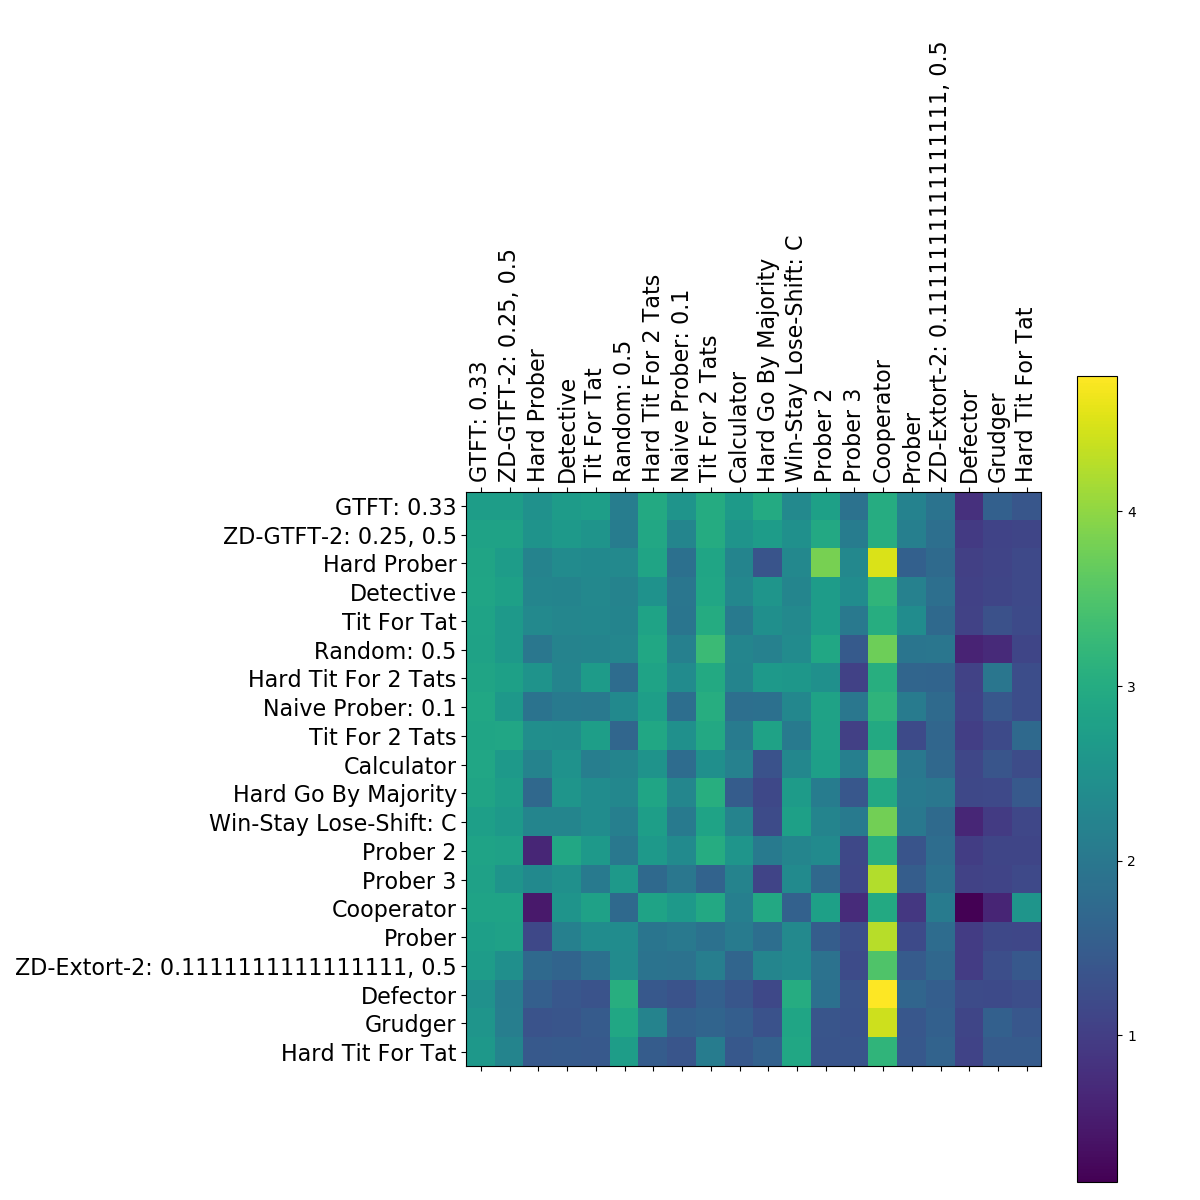 GTFT: 0.33
ZD-GTFT-2: 0.25, 0.5
Hard Prober
Detective
Tit For Tat
Random: 0.5
Hard Tit For 2 Tats
Naive Prober: 0.1
Tit For 2 Tats
Calculator
Hard Go By Majority
Win-Stay Lose-Shift: C
Prober 2
Prober 3
Cooperator
Prober
ZD-Extort-2: 0.1111111111111111, 0.5
Defector
Grudger
Hard Tit For Tat
GTFT: 0.33
ZD-GTFT-2: 0.25, 0.5
Hard Prober
Detective
Tit For Tat
Random: 0.5
Hard Tit For 2 Tats
Naive Prober: 0.1
Tit For 2 Tats
Calculator
Hard Go By Majority
Win-Stay Lose-Shift: C
Prober 2
Prober 3
Cooperator
Prober
ZD-Extort-2: 0.1111111111111111, 0.5
Defector
Grudger
Hard Tit For Tat
4
3
2
1